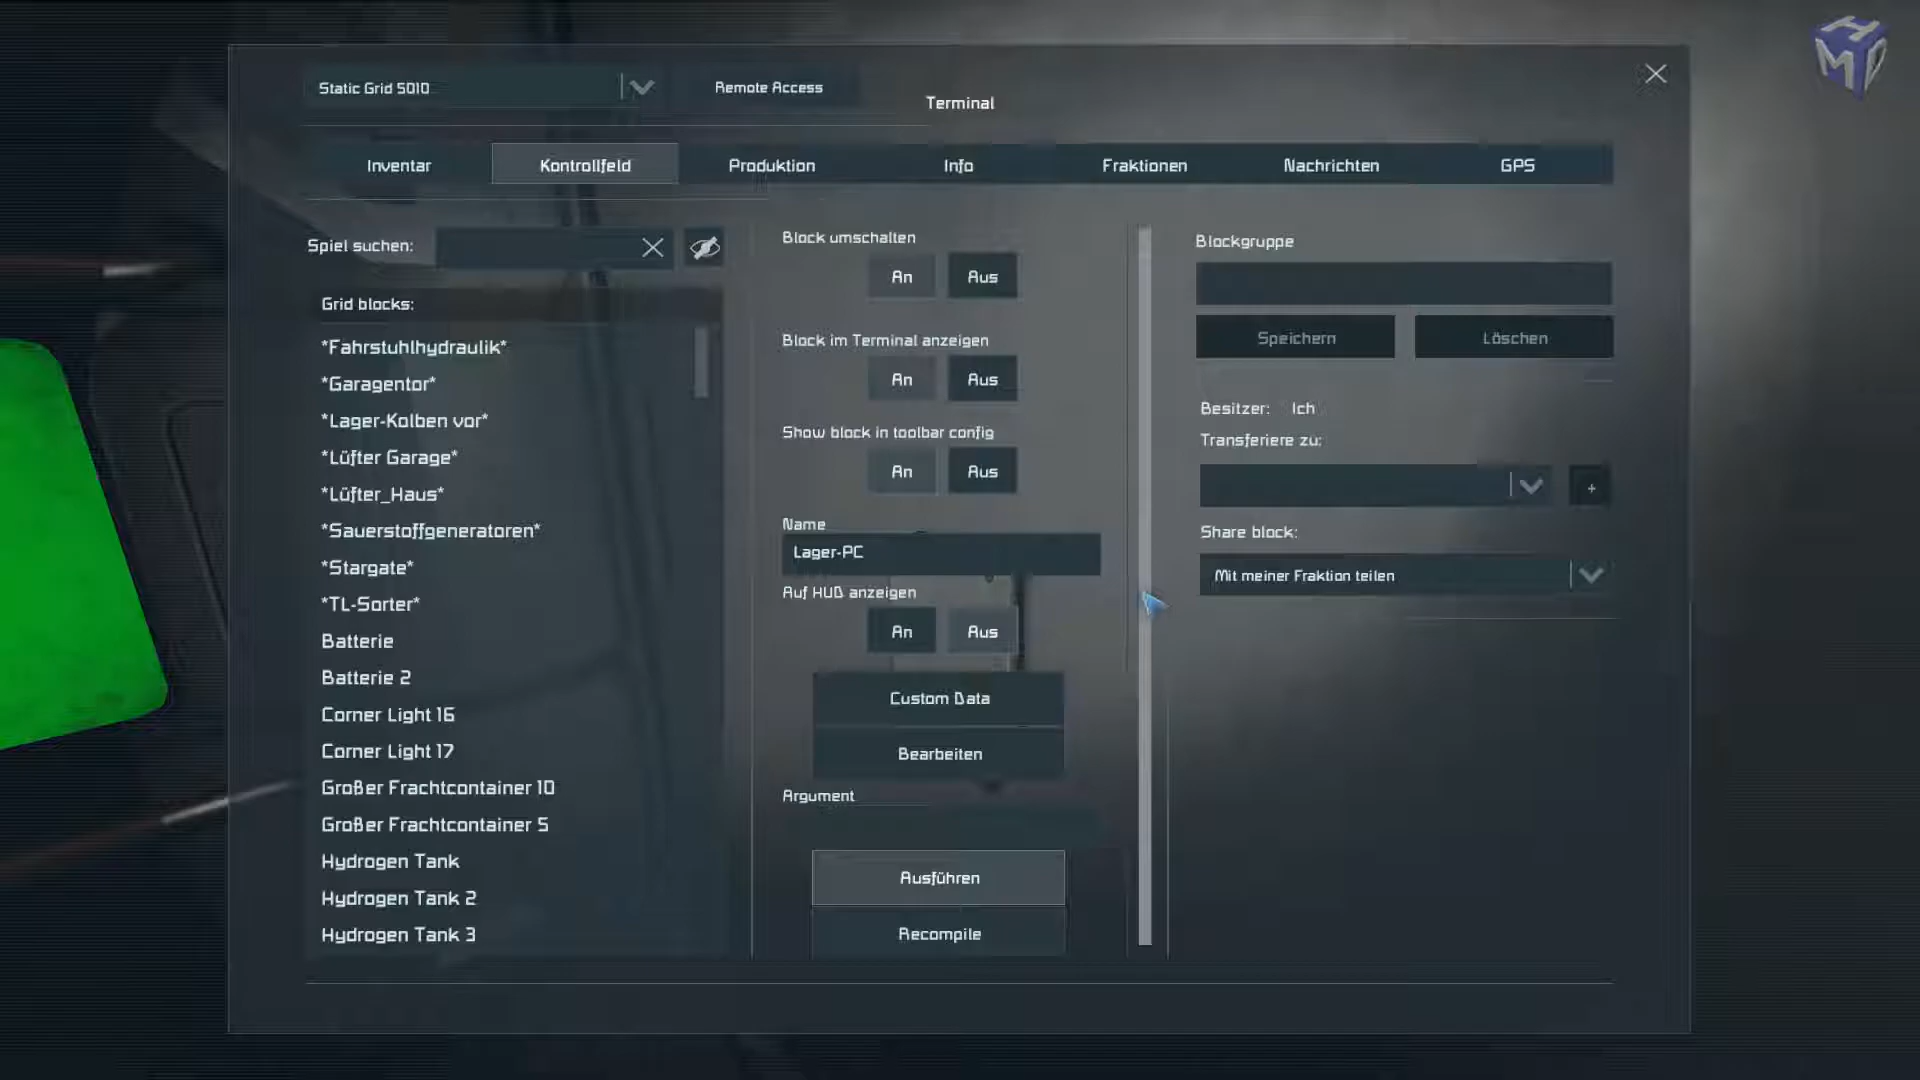 Static Grid 5010
Remote Access
Terminal
Inventar
Kontrollfeld
Produktion
Info
Fraktionen
Nachrichten
GPS
Spiel suchen:
Grid blocks:
*Fahrstuhlhydraulik*
*Garagentor*
*Lager-Kolben vor*
*Lüfter Garage*
*Lüfter_Haus*
*Sauerstoffgeneratoren*
*Stargate*
*TL-Sorter*
Batterie
Batterie 2
Corner Light 16
Corner Light 17
Großer Frachtcontainer 10
Großer Frachtcontainer 5
Hydrogen Tank
Hydrogen Tank 2
Hydrogen Tank 3
Block umschalten
An Aus
Block im Terminal anzeigen
An Aus
Show block in toolbar config
An Aus
Name
Lager-PC
Auf HUD anzeigen
An Aus
Custom Data
Bearbeiten
Argument
Ausführen
Recompile
Blockgruppe
Speichern Löschen
Besitzer: Ich
Transferiere zu:
+
Share block:
Mit meiner Fraktion teilen